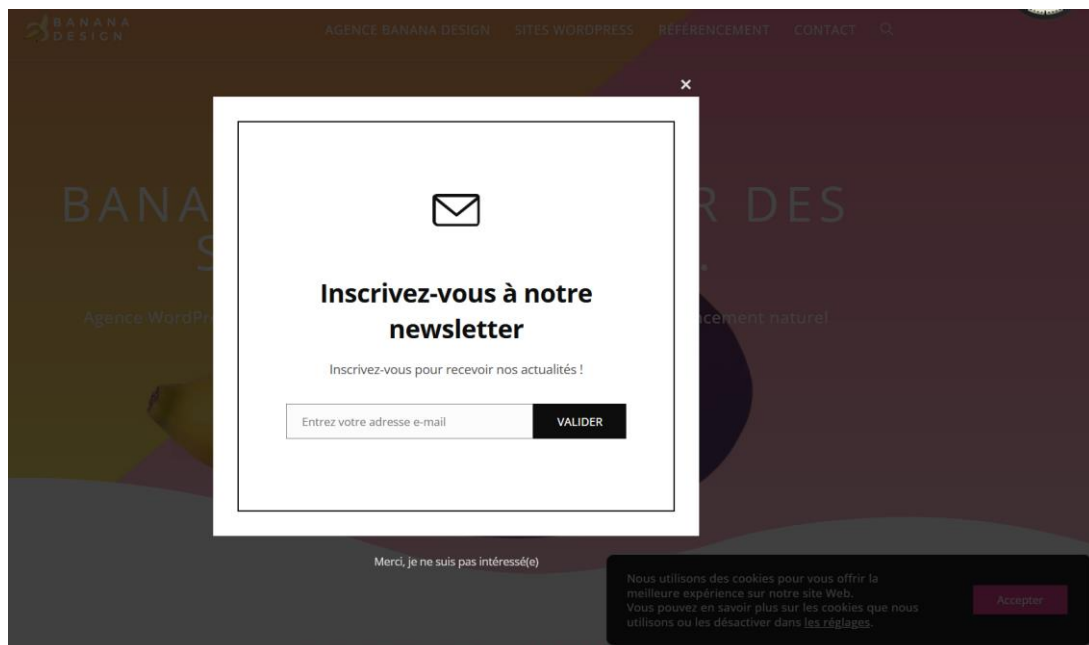 BANANA
DESIGN
AGENCE BANANA DESIGN SITES WORDPRESS RÉFÉRENCEMENT CONTACT
×
BANA R DES
S .
Inscrivez-vous à notre
newsletter
Agence WordPr cement naturel
Inscrivez-vous pour recevoir nos actualités !
Entrez votre adresse e-mail VALIDER
Merci, je ne suis pas intéressé(e)
Nous utilisons des cookies pour vous offrir la
meilleure expérience sur notre site Web.
Vous pouvez en savoir plus sur les cookies que nous
utilisons ou les désactiver dans les réglages.
Accepter